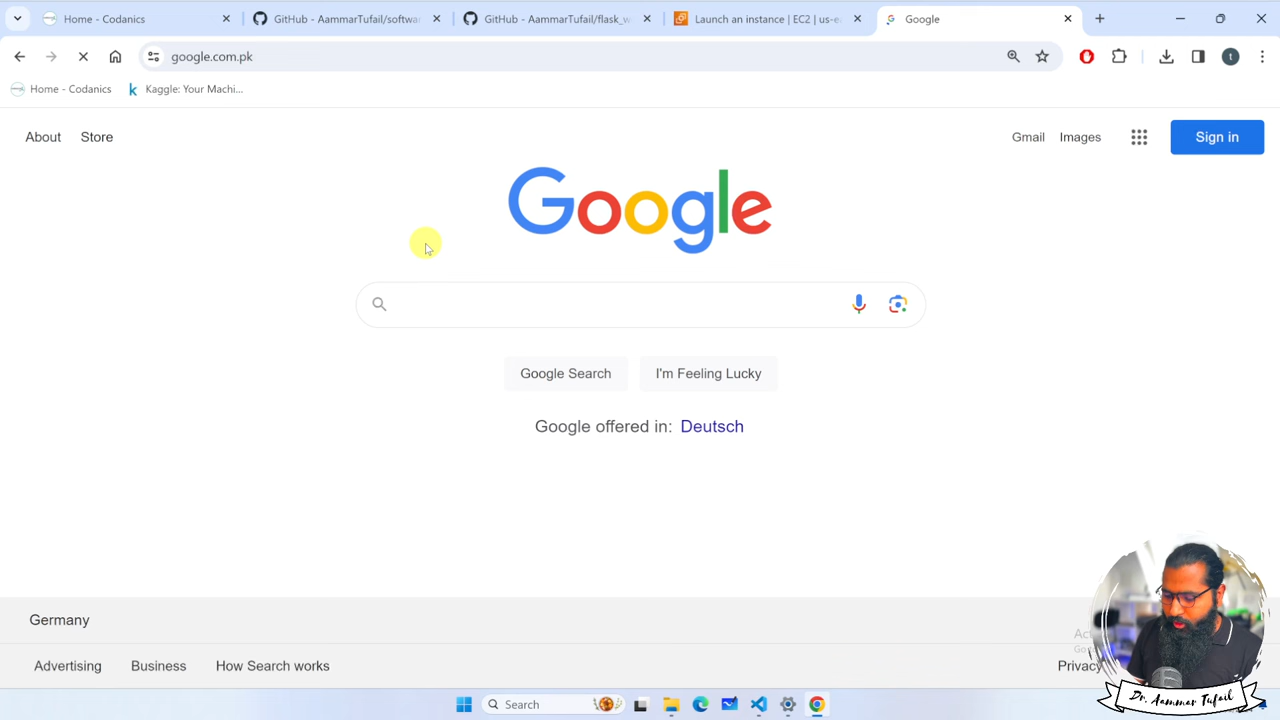 Home - Codanics
GitHub - AammarTufail/softwa
GitHub - AammarTufail/flask_w
Launch an instance | EC2 | us-e
Google
google.com.pk
t
Home - Codanics
Kaggle: Your Machi...
About
Store
Gmail
Images
Sign in
Google
Google Search
I'm Feeling Lucky
Google offered in: Deutsch
Germany
Advertising
Business
How Search works
Privacy
Search
Dr. Aammar Tufail